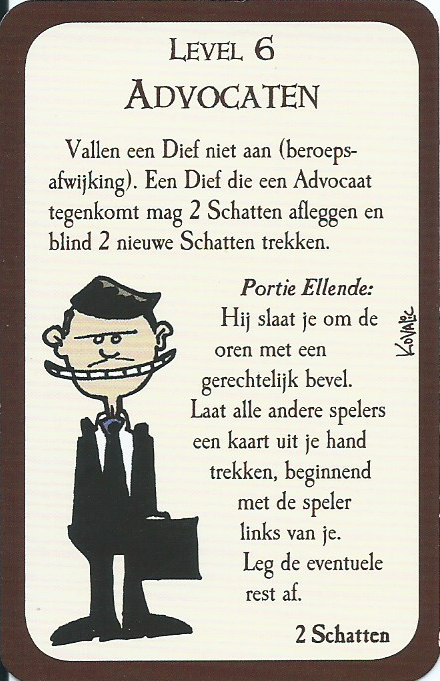 LEVEL 6
ADVOCATEN
Vallen een Dief niet aan (beroeps-
afwijking). Een Dief die een Advocaat
tegenkomt mag 2 Schatten afleggen en
blind 2 nieuwe Schatten trekken.
Portie Ellende:
Hij slaat je om de
oren met een
gerechtelijk bevel.
Laat alle andere spelers
een kaart uit je hand
trekken, beginnend
met de speler
links van je.
Leg de eventuele
rest af.
KOVALIC
2 Schatten